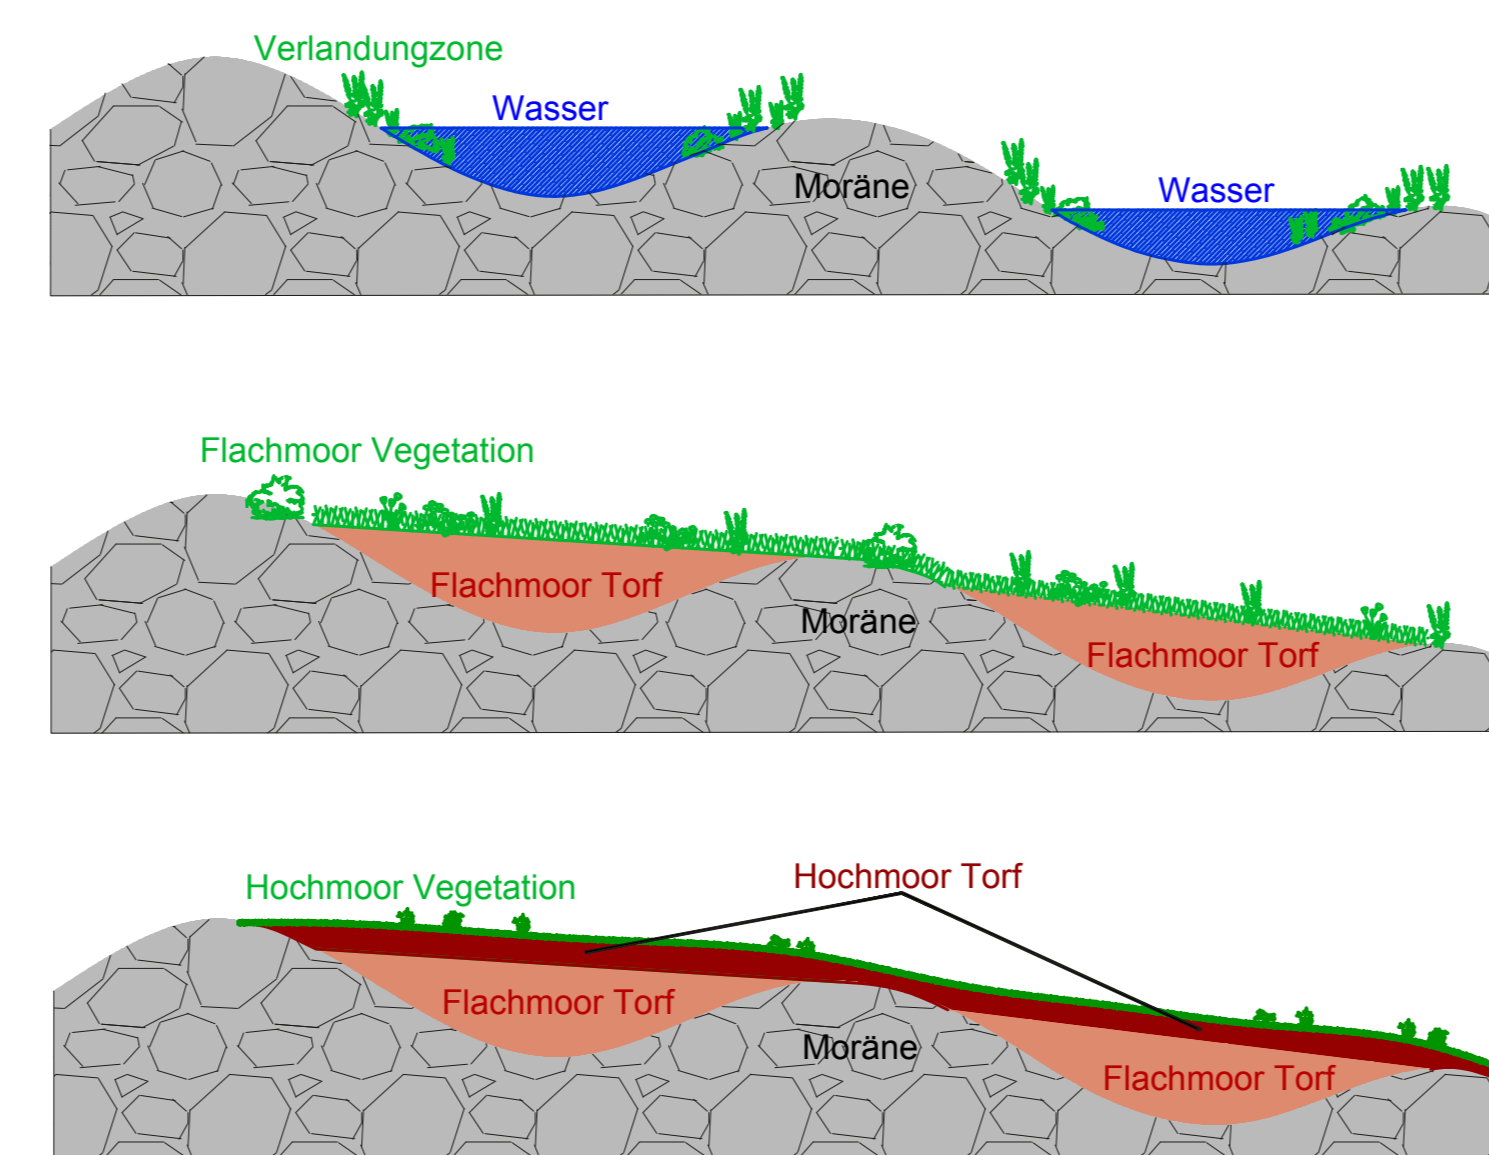 Verlandungzone
Wasser
Moräne
Wasser
Flachmoor Vegetation
Flachmoor Torf
Moräne
Flachmoor Torf
Hochmoor Torf
Hochmoor Vegetation
Flachmoor Torf
Moräne
Flachmoor Torf